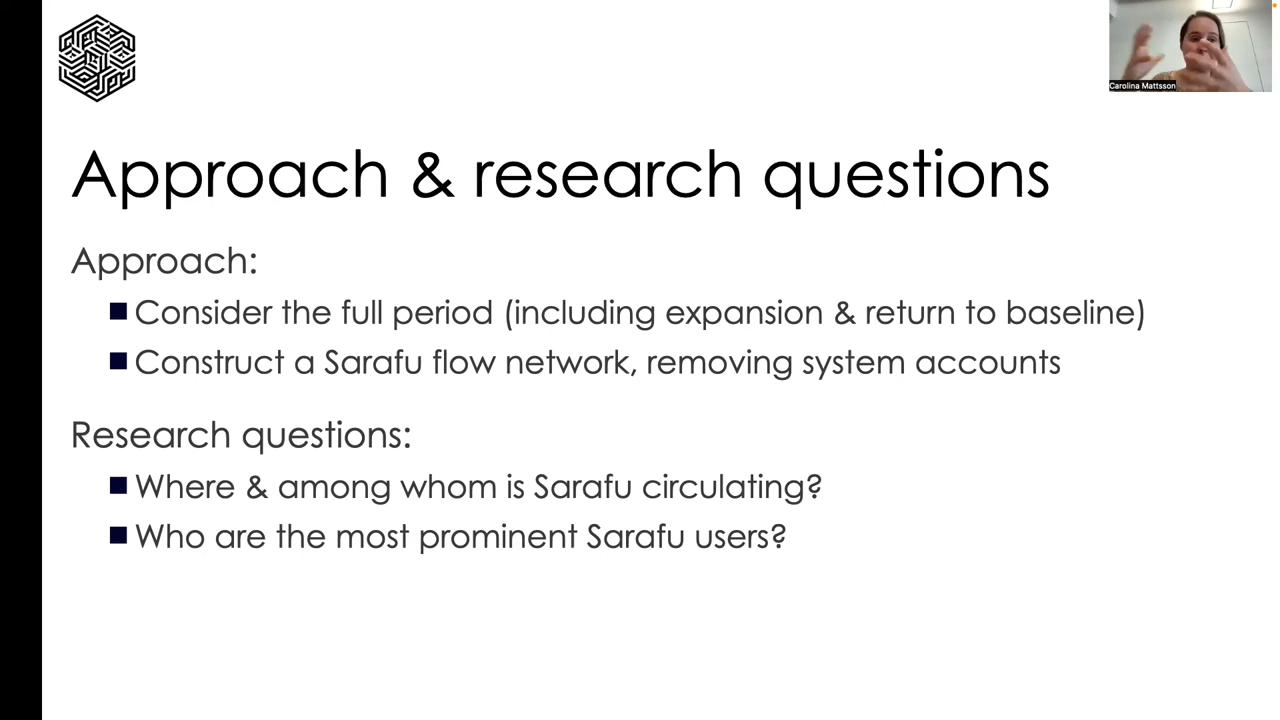 Carolina Mattsson
Approach & research questions
Approach:
Consider the full period (including expansion & return to baseline)
Construct a Sarafu flow network, removing system accounts
Research questions:
Where & among whom is Sarafu circulating?
Who are the most prominent Sarafu users?